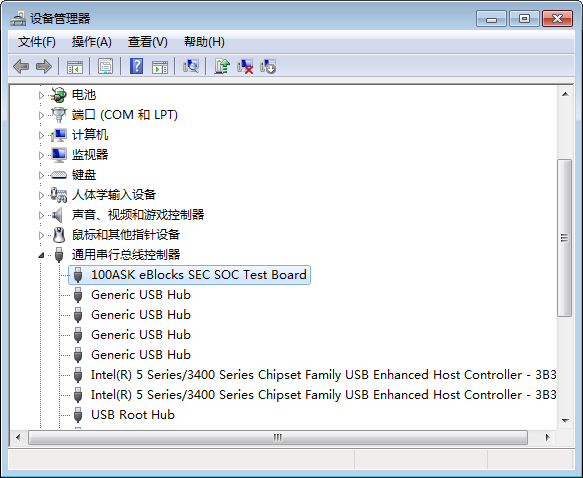 设备管理器
文件(F) 操作(A) 查看(V) 帮助(H)
电池
端口 (COM 和 LPT)
计算机
监视器
键盘
人体学输入设备
声音、视频和游戏控制器
鼠标和其他指针设备
通用串行总线控制器
100ASK eBlocks SEC SOC Test Board
Generic USB Hub
Generic USB Hub
Generic USB Hub
Generic USB Hub
Intel(R) 5 Series/3400 Series Chipset Family USB Enhanced Host Controller - 3B3
Intel(R) 5 Series/3400 Series Chipset Family USB Enhanced Host Controller - 3B3
USB Root Hub